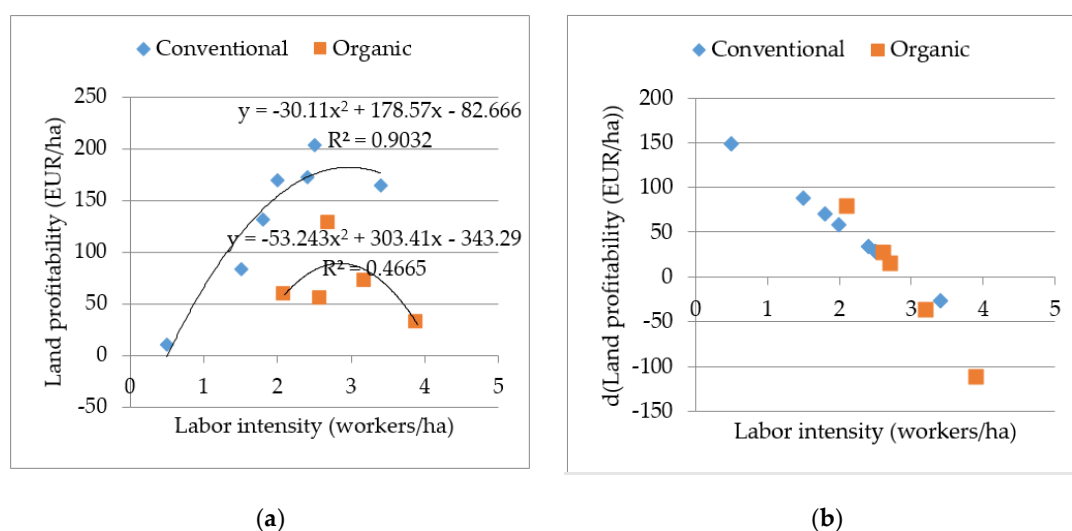 Conventional Organic
250
200
150
100
50
0
-50
y = -30.11x² + 178.57x - 82.666
R² = 0.9032
y = -53.243x² + 303.41x - 343.29
R² = 0.4665
0 1 2 3 4 5
Land profitability (EUR/ha)
Labor intensity (workers/ha)
(a)
Conventional Organic
200
150
100
50
0
-50
-100
-150
0 1 2 3 4 5
d(Land profitability (EUR/ha))
Labor intensity (workers/ha)
(b)